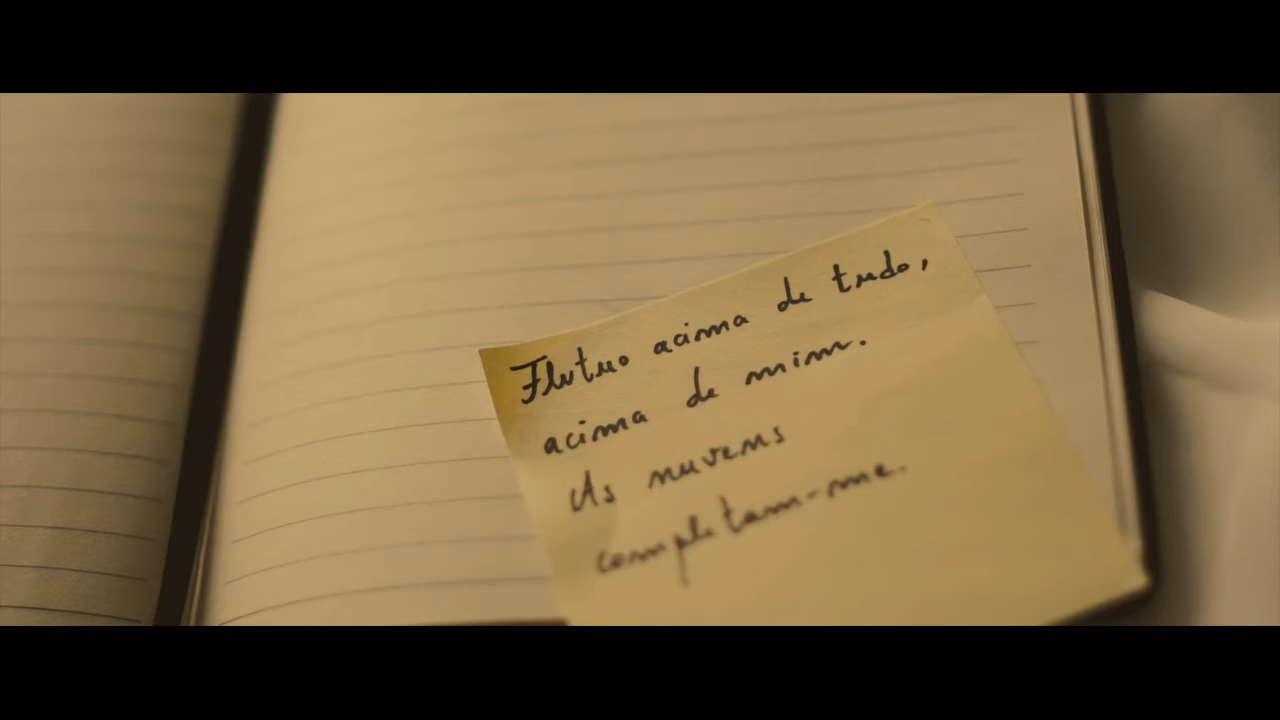 Flutuo acima de tudo,
acima de mim.
As nuvens
completam-me.